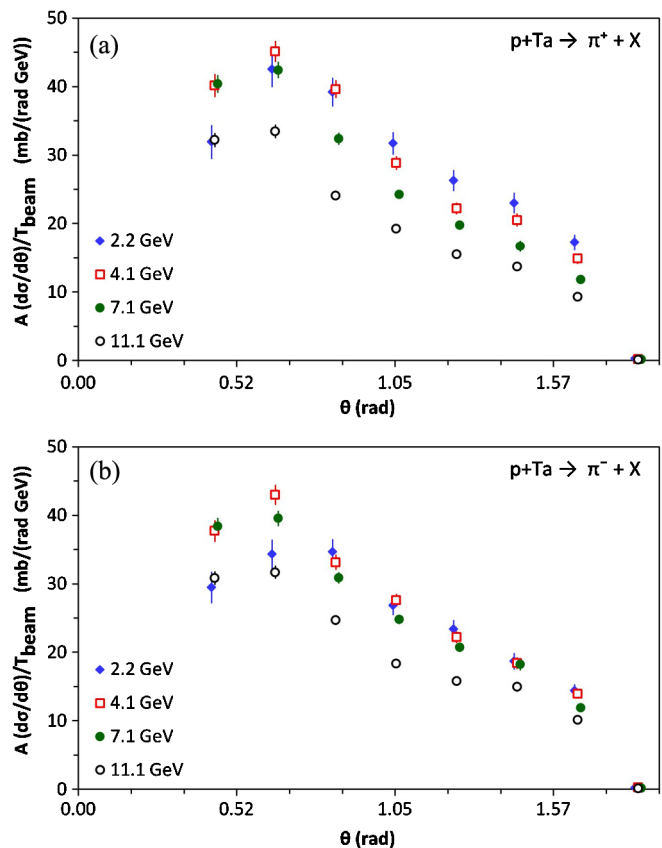 (a)
p+Ta → π⁺ + X
A (dσ/dθ)/T_beam (mb/(rad GeV))
50
40
30
20
10
0
2.2 GeV
4.1 GeV
7.1 GeV
11.1 GeV
0.00 0.52 1.05 1.57
θ (rad)
(b)
p+Ta → π⁻ + X
A (dσ/dθ)/T_beam (mb/(rad GeV))
50
40
30
20
10
0
2.2 GeV
4.1 GeV
7.1 GeV
11.1 GeV
0.00 0.52 1.05 1.57
θ (rad)